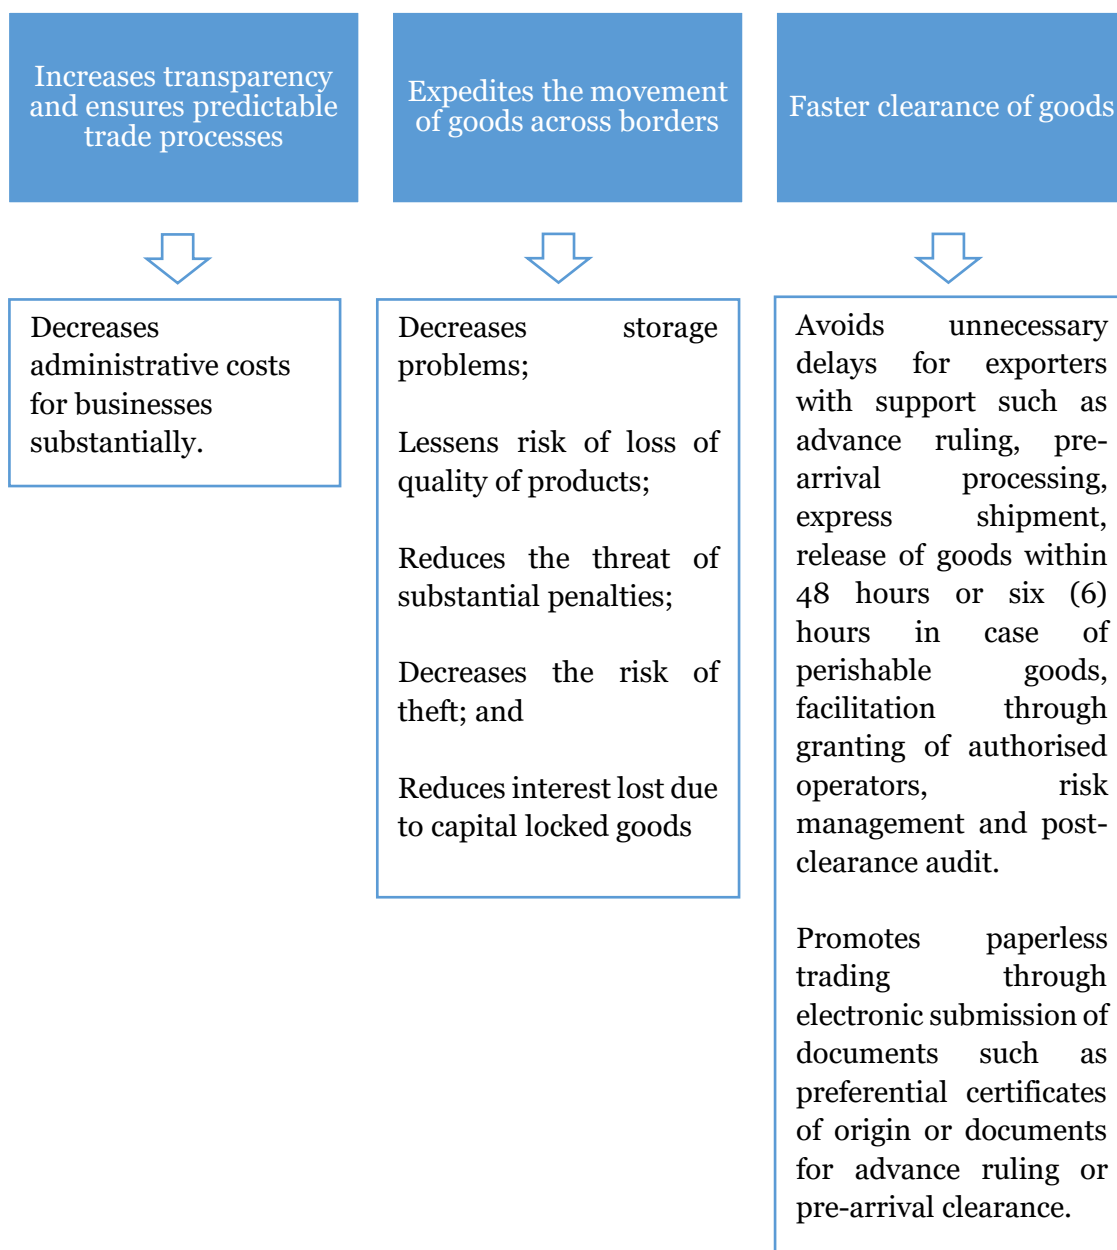 Increases transparency
and ensures predictable
trade processes
Expedites the movement
of goods across borders
Faster clearance of goods
Decreases
administrative costs
for businesses
substantially.
Decreases storage
problems;
Lessens risk of loss of
quality of products;
Reduces the threat of
substantial penalties;
Decreases the risk of
theft; and
Reduces interest lost due
to capital locked goods
Avoids unnecessary
delays for exporters
with support such as
advance ruling, pre-
arrival processing,
express shipment,
release of goods within
48 hours or six (6)
hours in case of
perishable goods,
facilitation through
granting of authorised
operators, risk
management and post-
clearance audit.
Promotes paperless
trading through
electronic submission of
documents such as
preferential certificates
of origin or documents
for advance ruling or
pre-arrival clearance.